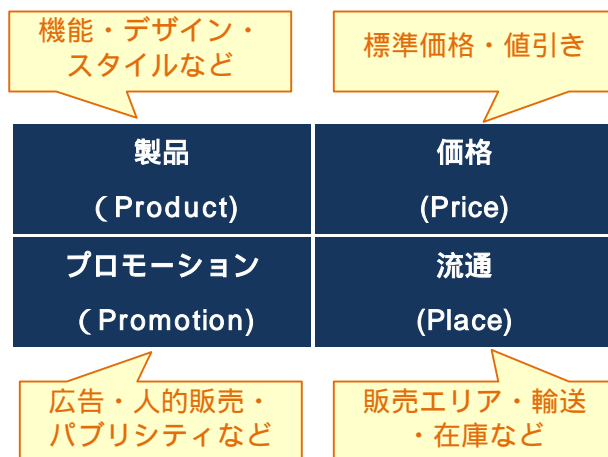 機能・デザイン・
スタイルなど
標準価格・値引き
製品
（Product)
価格
(Price)
プロモーション
（Promotion)
流通
(Place)
広告・人的販売・
パブリシティなど
販売エリア・輸送
・在庫など